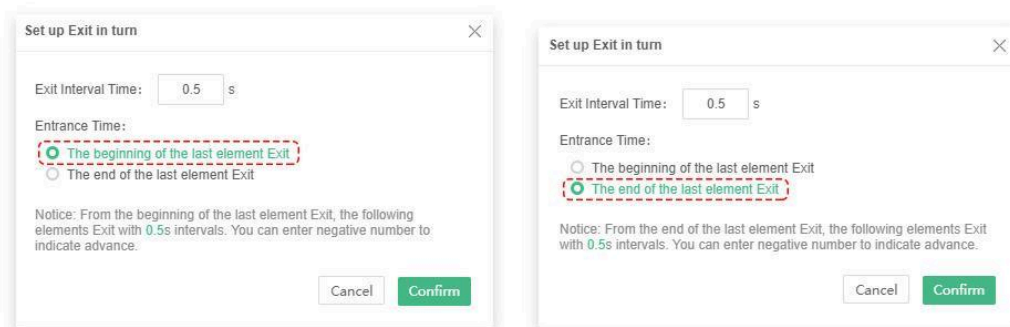 Set up Exit in turn
Exit Interval Time: 0.5 s
Entrance Time:
The beginning of the last element Exit
The end of the last element Exit
Notice: From the beginning of the last element Exit, the following
elements Exit with 0.5s intervals. You can enter negative number to
indicate advance.
Cancel Confirm
Set up Exit in turn
Exit Interval Time: 0.5 s
Entrance Time:
The beginning of the last element Exit
The end of the last element Exit
Notice: From the end of the last element Exit, the following elements Exit
with 0.5s intervals. You can enter negative number to indicate advance.
Cancel Confirm